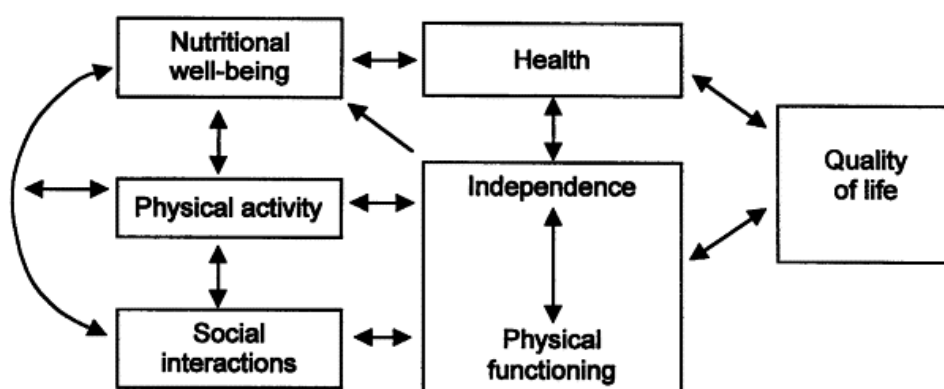 Nutritional
well-being
Health
Quality
of life
Physical activity
Independence
Social
interactions
Physical
functioning